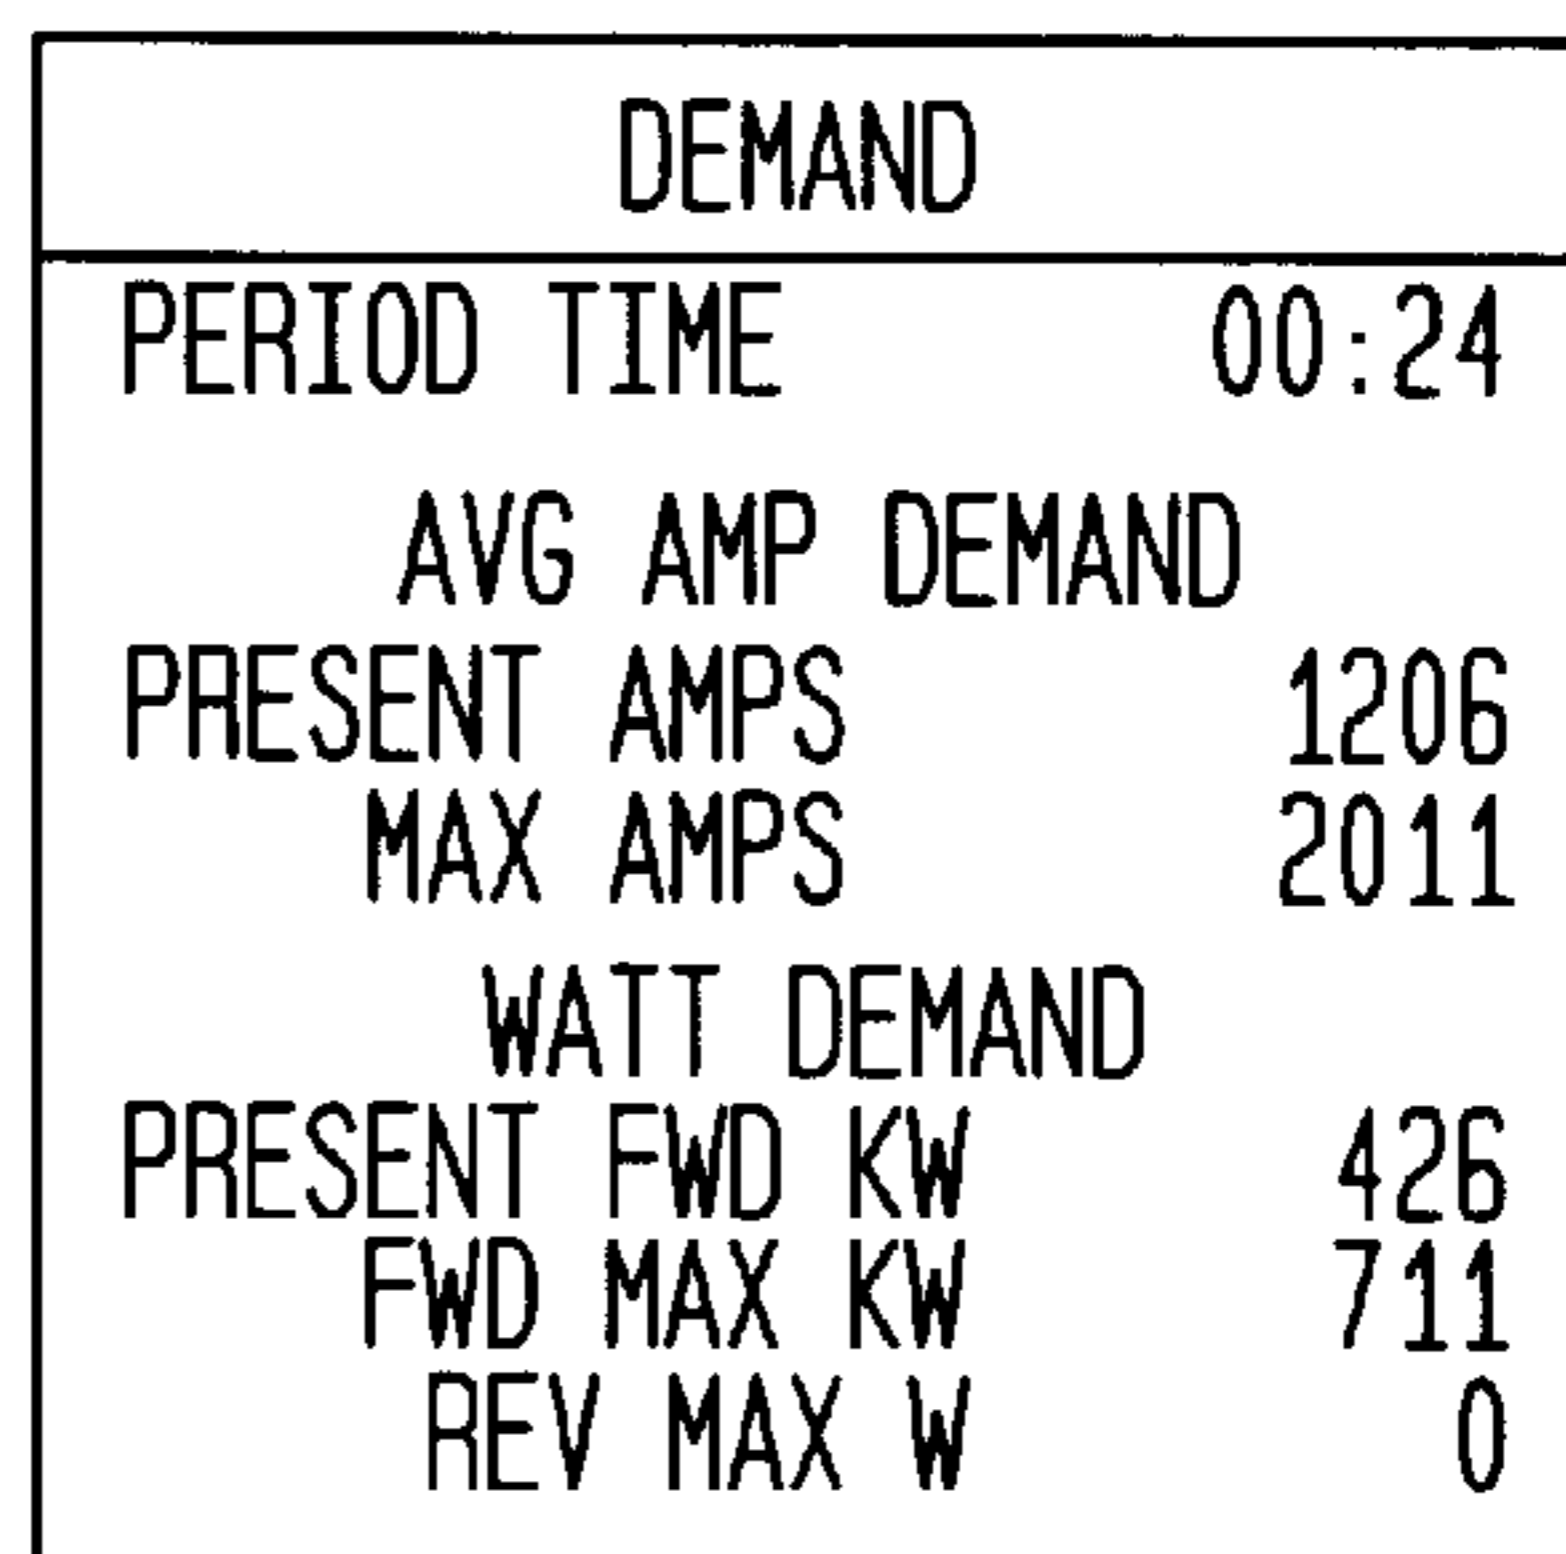 DEMAND
PERIOD TIME 00:24
AVG AMP DEMAND
PRESENT AMPS 1206
MAX AMPS 2011
WATT DEMAND
PRESENT FWD KW 426
FWD MAX KW 711
REV MAX W 0